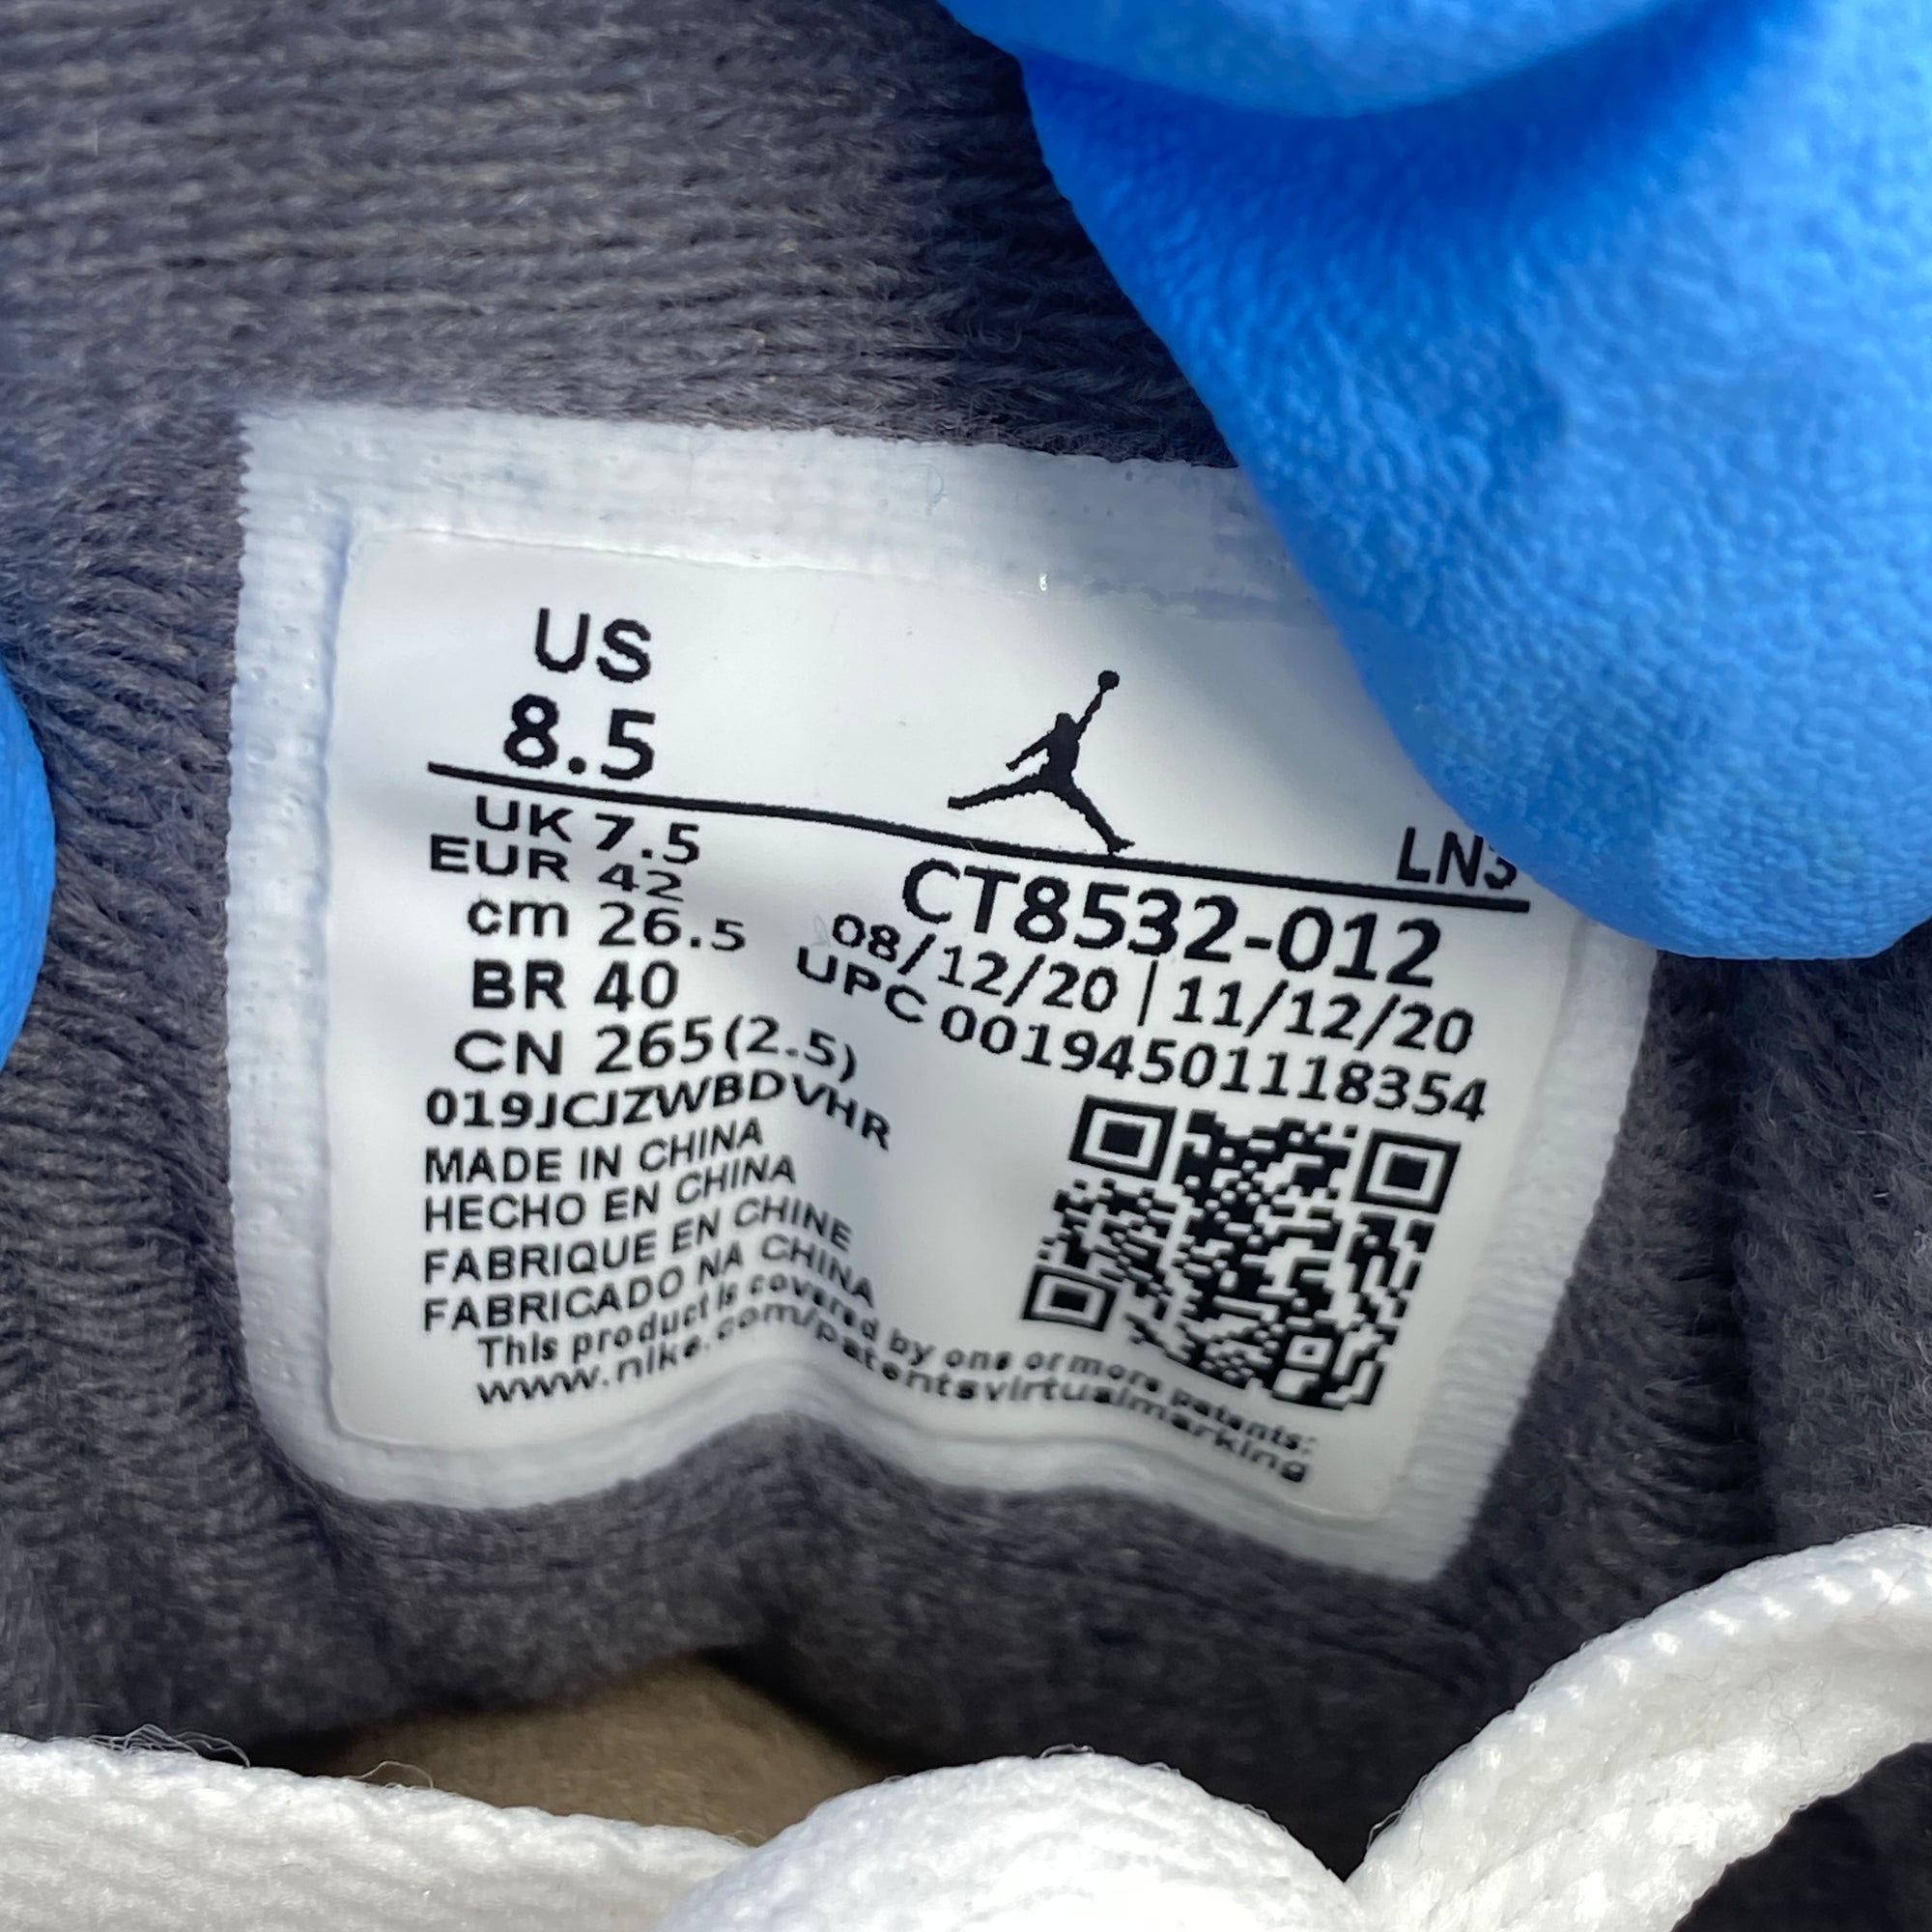 US
8.5
LN3
UK 7.5
EUR 42
cm 26.5
BR 40
CN 265(2.5)
CT8532-012
08/12/20 | 11/12/20
UPC 00194501118354
019JCJZWBDVHR
MADE IN CHINA
HECHO EN CHINA
FABRIQUE EN CHINE
FABRICADO NA CHINA
This product is covered by one or more patents:
www.nike.com/patentsvirtualmarking